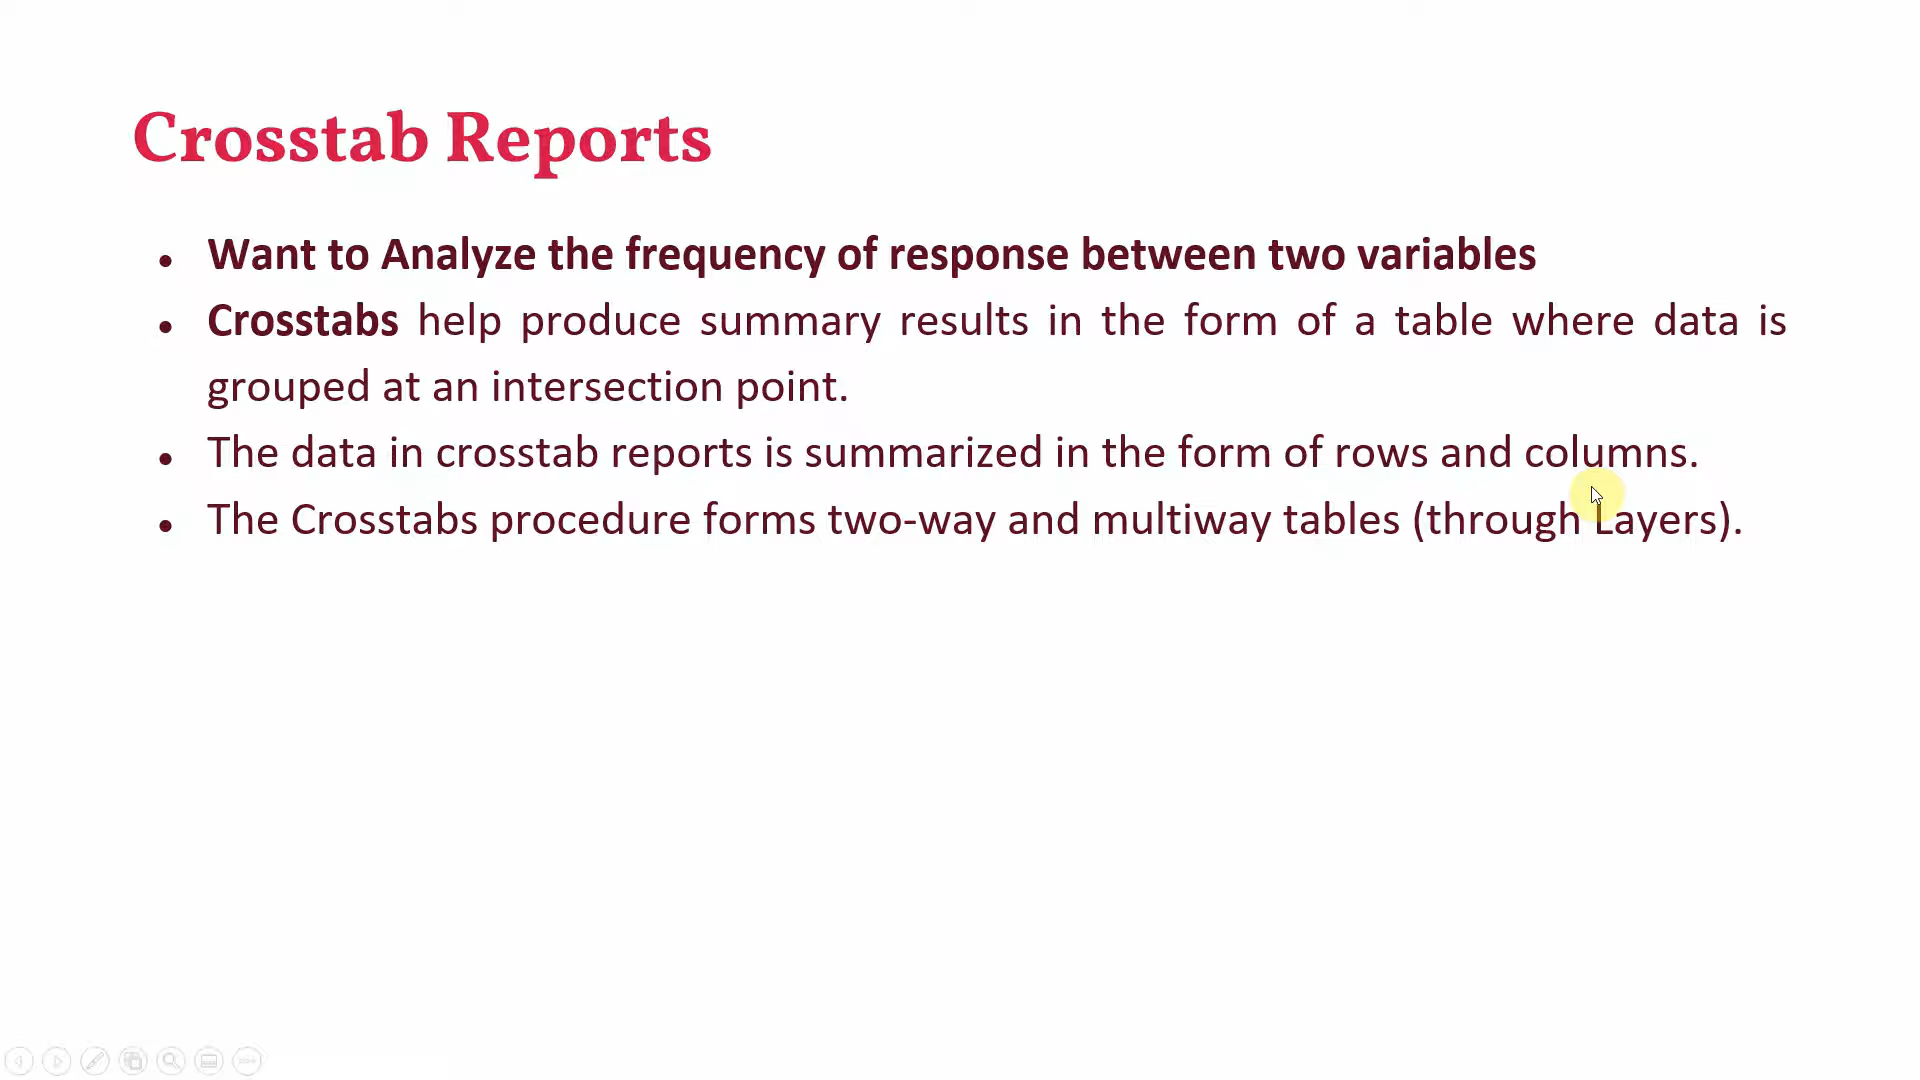 Crosstab Reports
• Want to Analyze the frequency of response between two variables
• Crosstabs help produce summary results in the form of a table where data is
grouped at an intersection point.
• The data in crosstab reports is summarized in the form of rows and columns.
• The Crosstabs procedure forms two-way and multiway tables (through Layers).